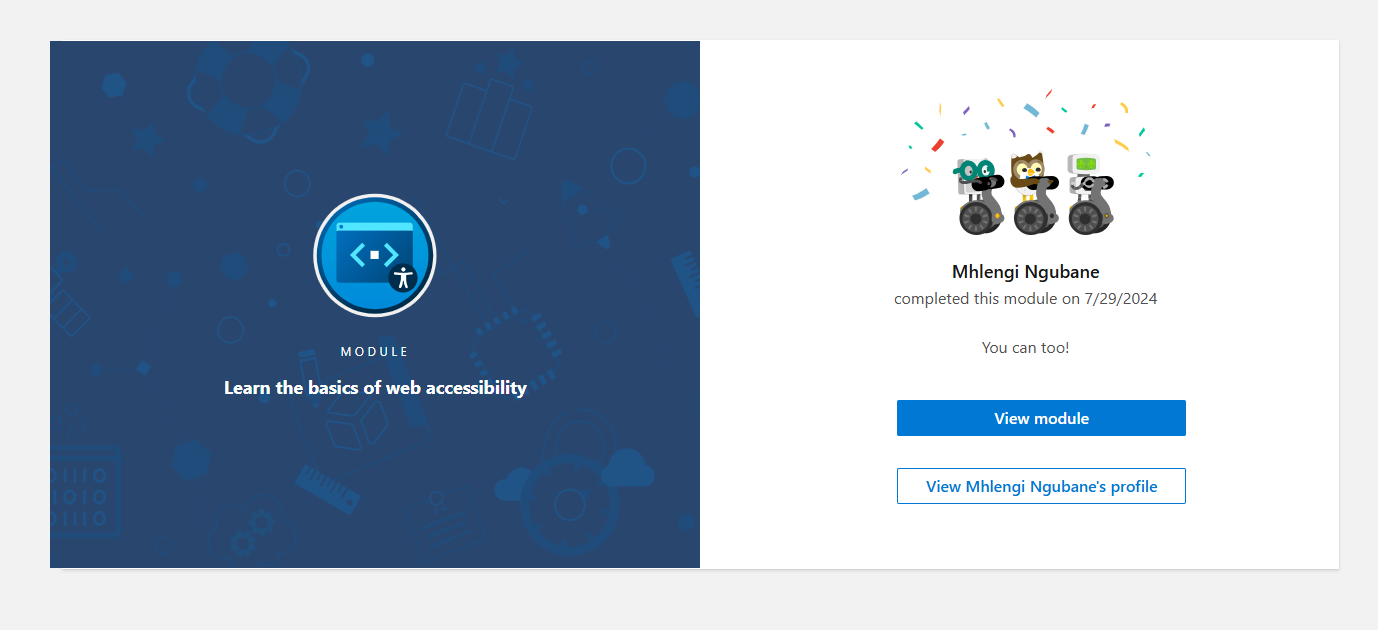 MODULE
Learn the basics of web accessibility
Mhlengi Ngubane
completed this module on 7/29/2024
You can too!
View module
View Mhlengi Ngubane's profile